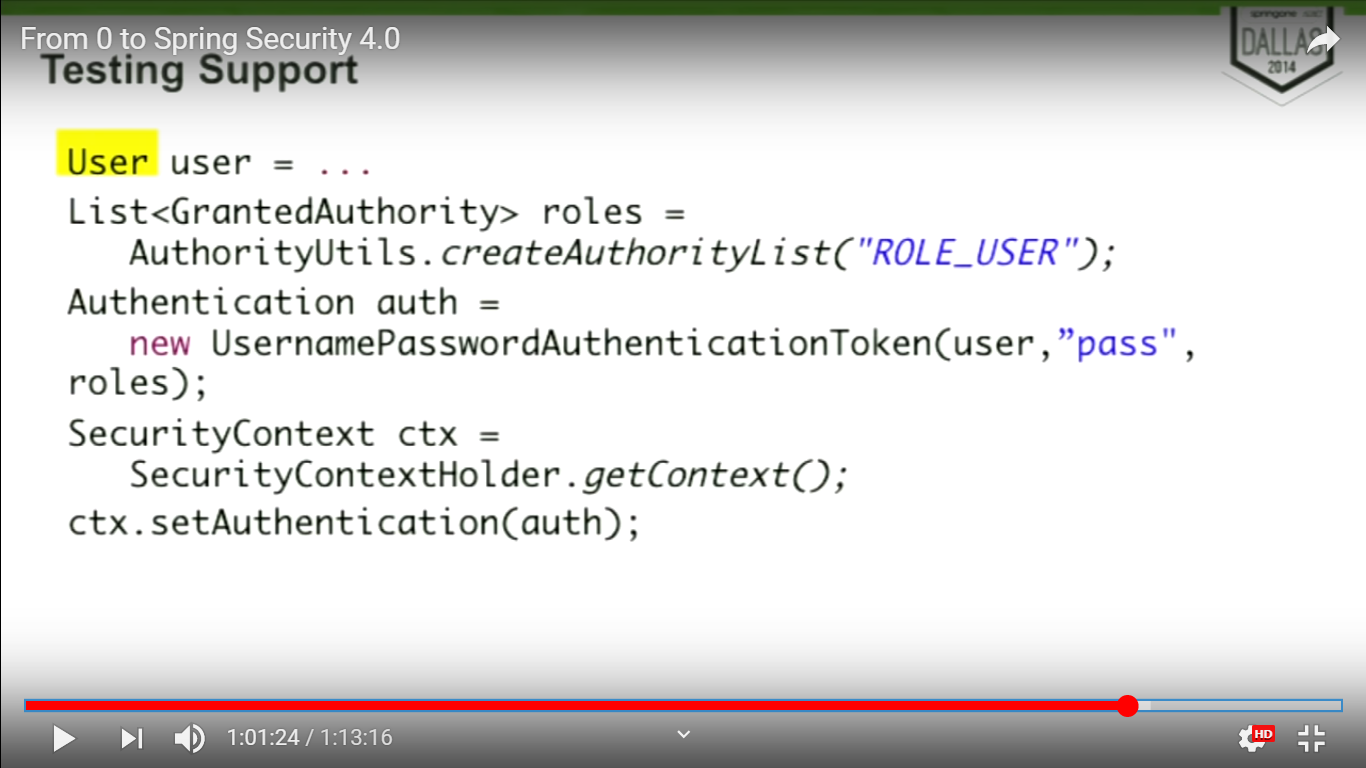 From 0 to Spring Security 4.0
DALLAS
2014
Testing Support
User user = ...
List<GrantedAuthority> roles =
AuthorityUtils.createAuthorityList("ROLE_USER");
Authentication auth =
new UsernamePasswordAuthenticationToken(user,”pass",
roles);
SecurityContext ctx =
SecurityContextHolder.getContext();
ctx.setAuthentication(auth);
1:01:24 / 1:13:16
HD